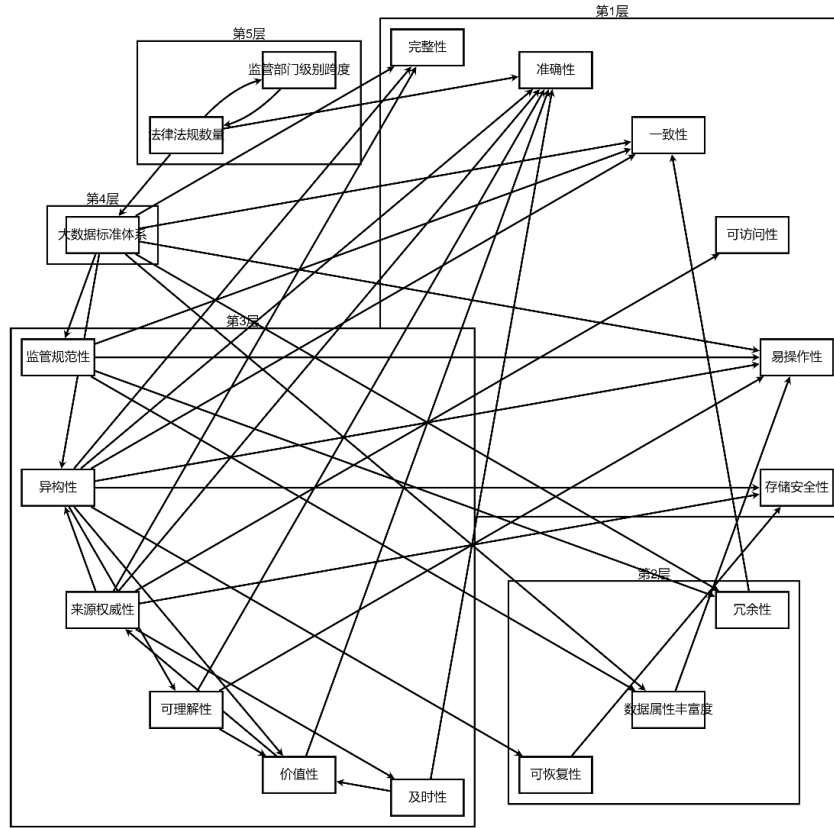 第1层
第5层
完整性
监管部门级别跨度
准确性
法律法规数量
一致性
第4层
大数据标准体系
可访问性
第3层
监管规范性
易操作性
异构性
存储安全性
第2层
来源权威性
冗余性
可理解性
数据属性丰富度
价值性
可恢复性
及时性